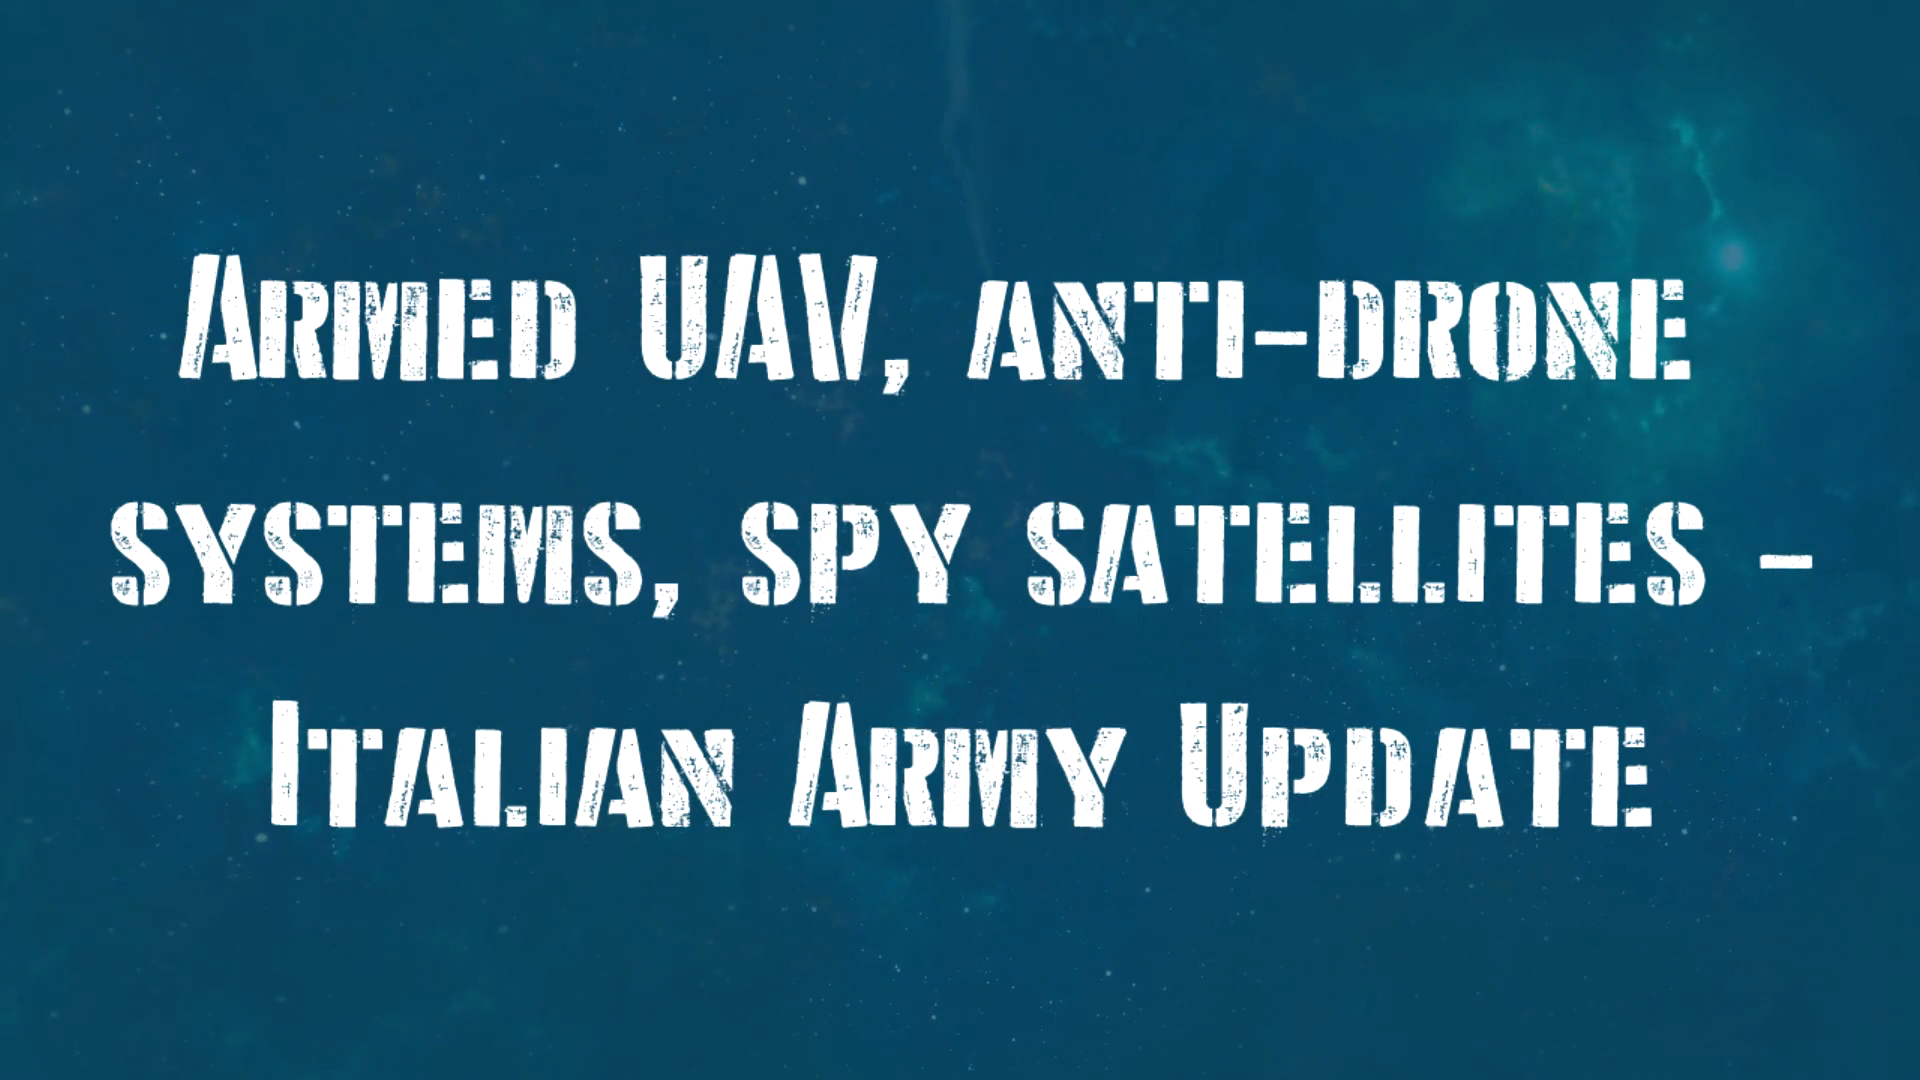 Armed UAV, anti-drone
systems, spy satellites -
Italian Army Update